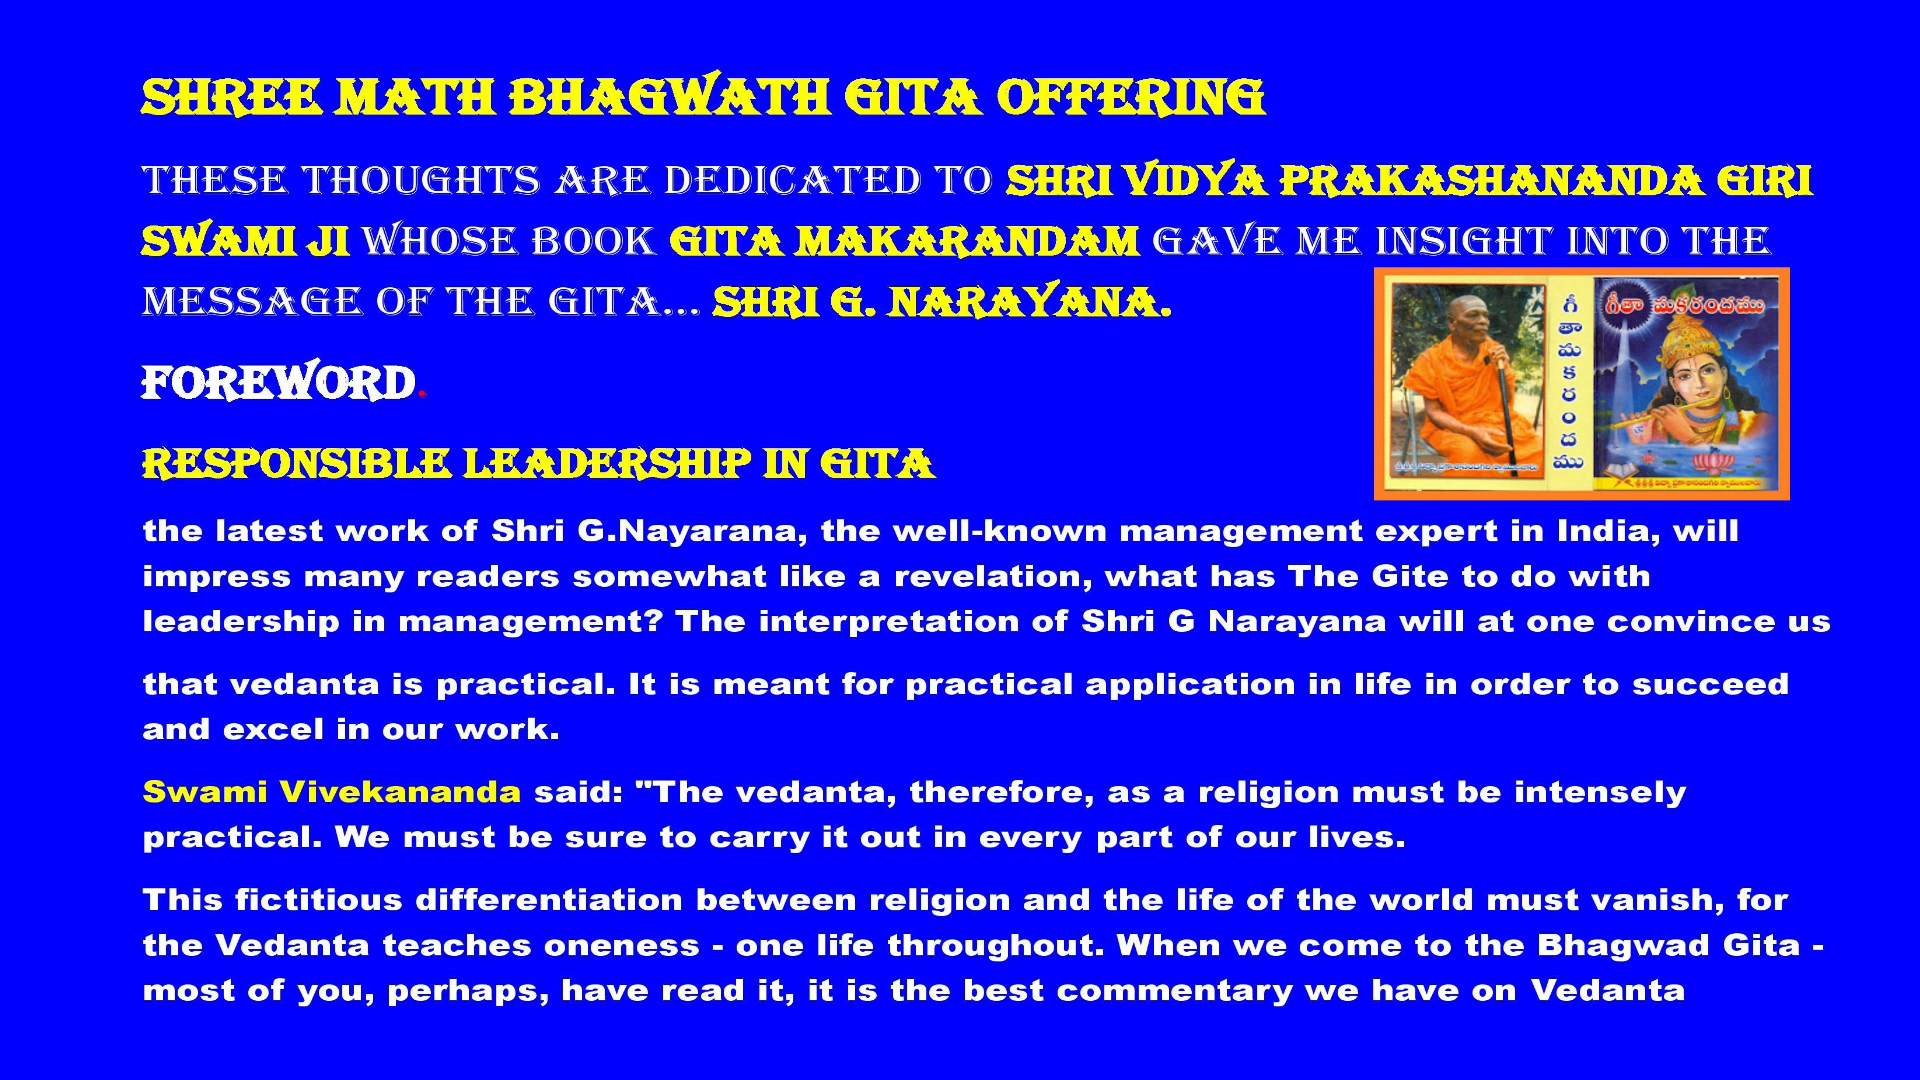 SHREE MATH BHAGWATH GITA OFFERING
THESE THOUGHTS ARE DEDICATED TO SHRI VIDYA PRAKASHANANDA GIRI
SWAMI JI WHOSE BOOK GITA MAKARANDAM GAVE ME INSIGHT INTO THE
MESSAGE OF THE GITA... SHRI G. NARAYANA.
గీతామకరందము
గీతా మకరందము
శ్రీ శ్రీ శ్రీ విద్యా ప్రకాశానందగిరి స్వాములవారు
FOREWORD.
RESPONSIBLE LEADERSHIP IN GITA
the latest work of Shri G.Nayarana, the well-known management expert in India, will
impress many readers somewhat like a revelation, what has The Gite to do with
leadership in management? The interpretation of Shri G Narayana will at one convince us
that vedanta is practical. It is meant for practical application in life in order to succeed
and excel in our work.
Swami Vivekananda said: "The vedanta, therefore, as a religion must be intensely
practical. We must be sure to carry it out in every part of our lives.
This fictitious differentiation between religion and the life of the world must vanish, for
the Vedanta teaches oneness - one life throughout. When we come to the Bhagwad Gita -
most of you, perhaps, have read it, it is the best commentary we have on Vedanta